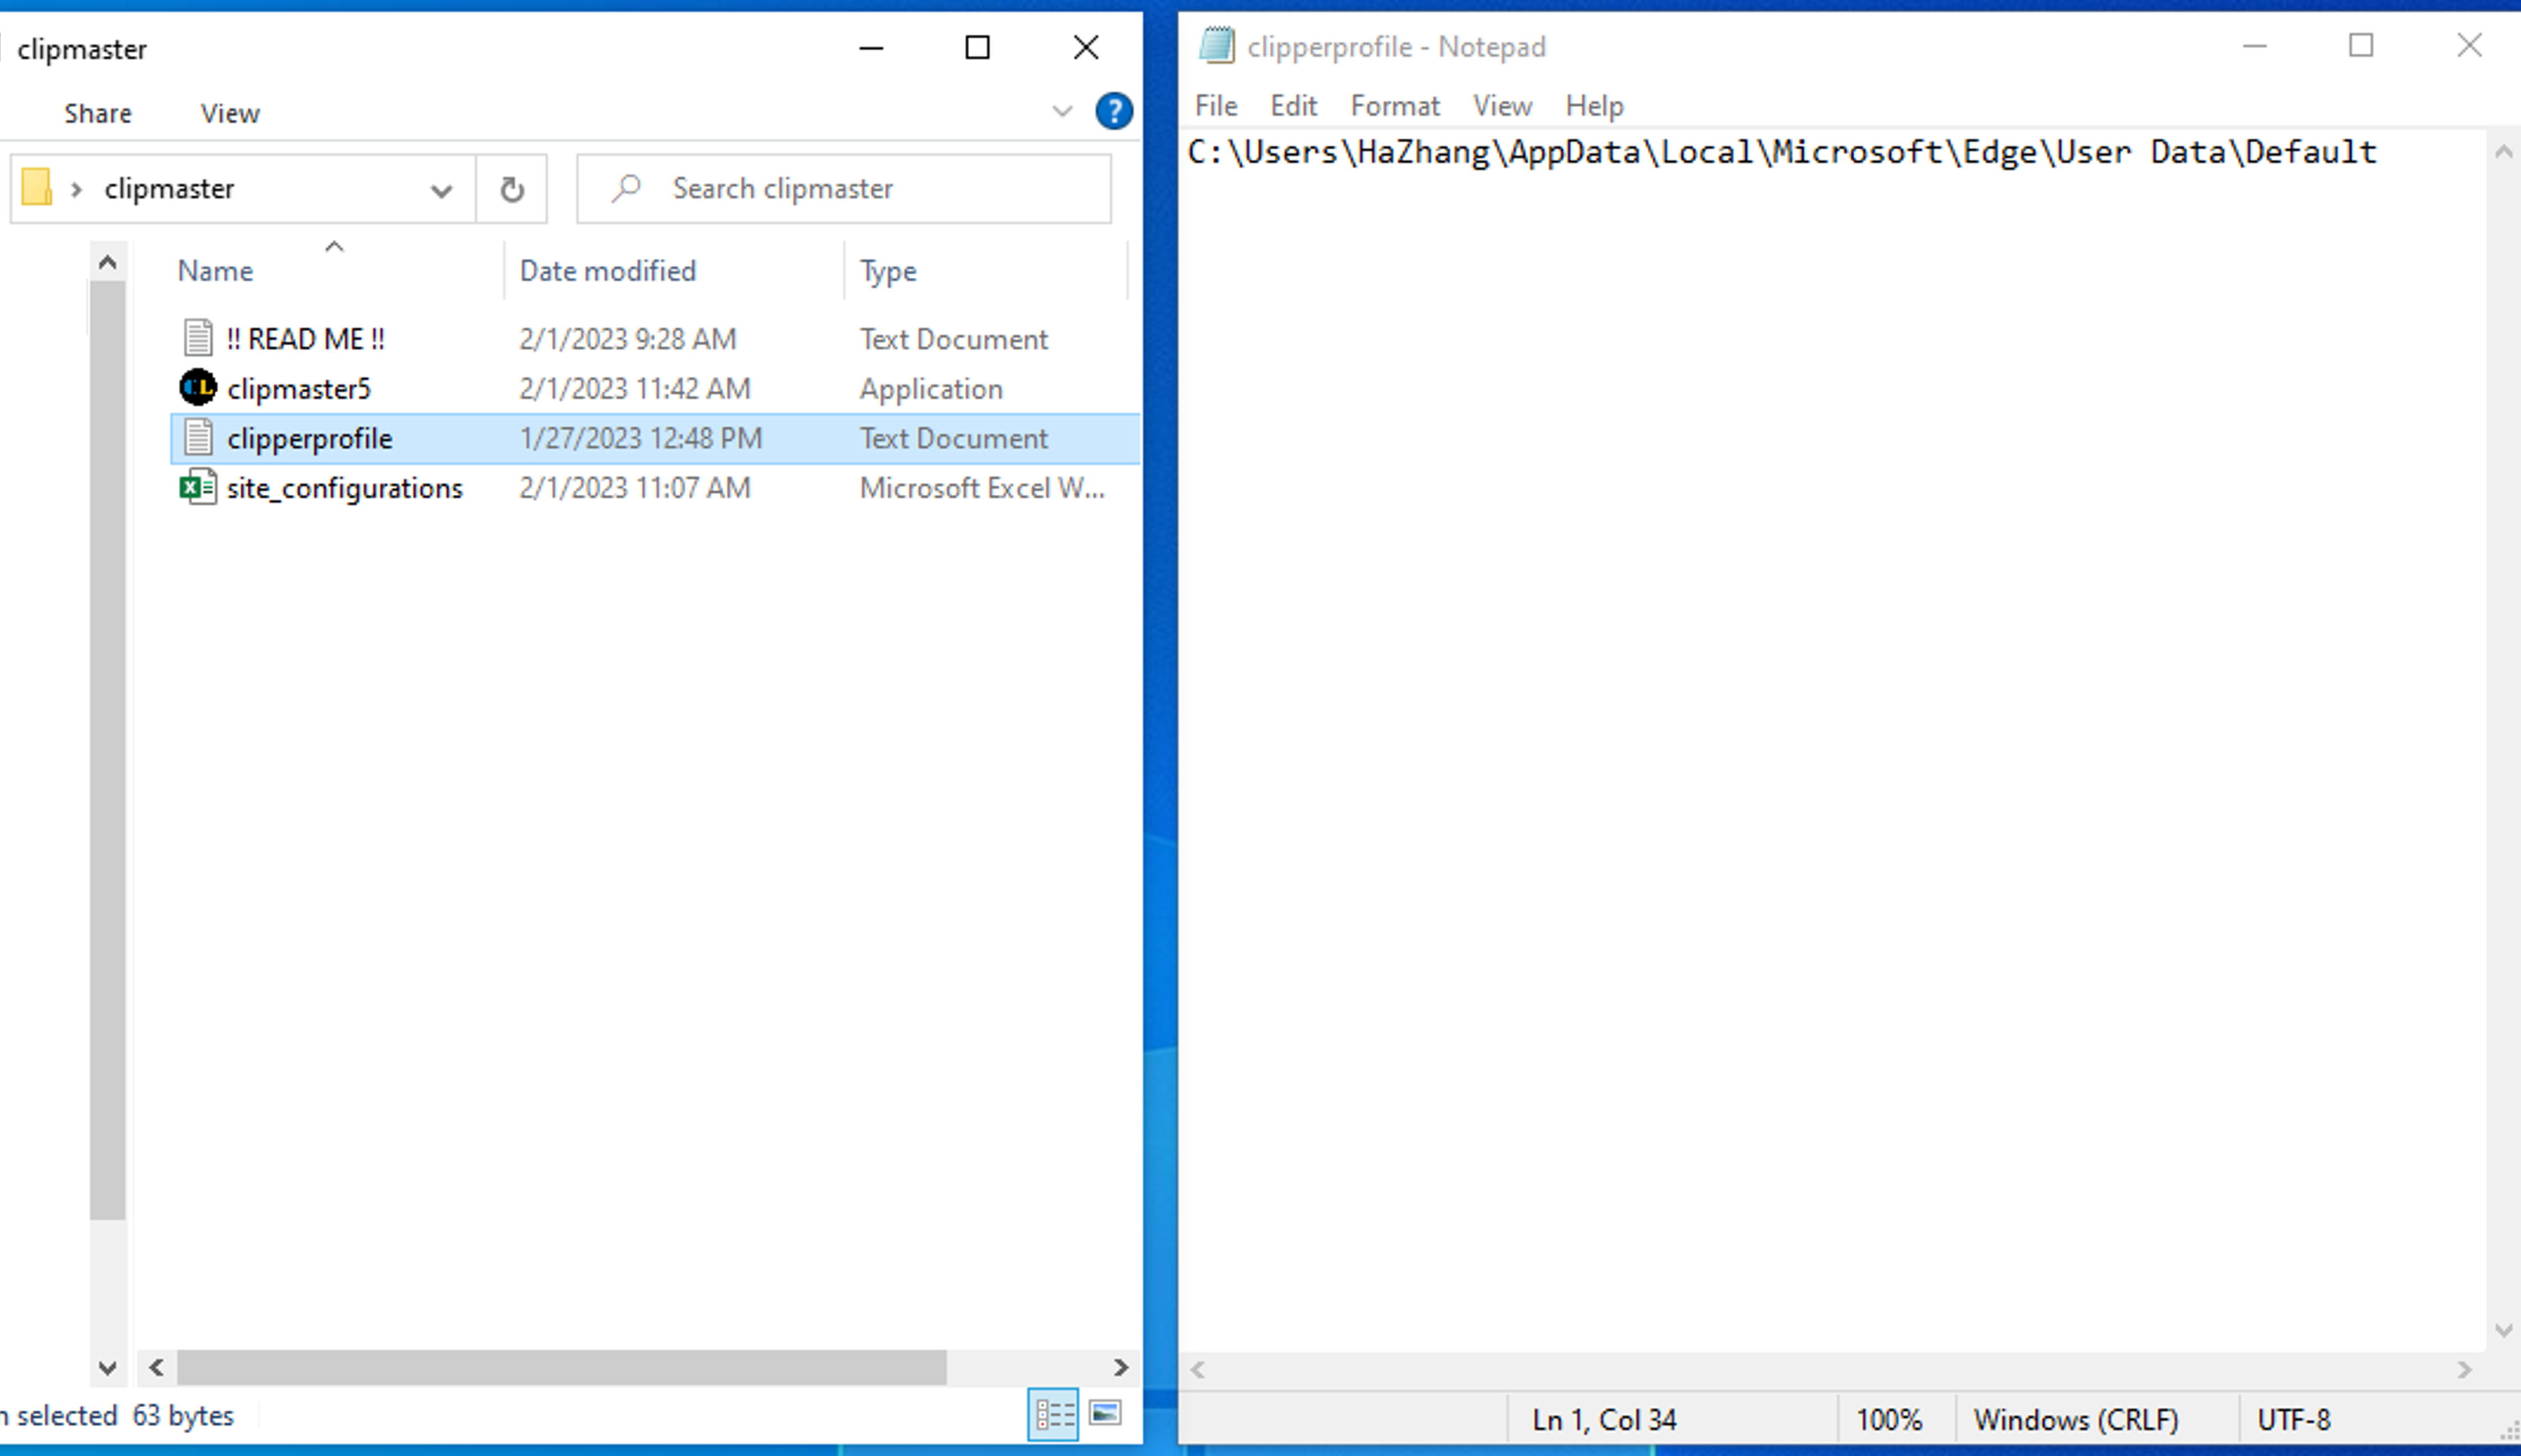 clipmaster
Share View
clipmaster
Search clipmaster
Name Date modified Type
!! READ ME !! 2/1/2023 9:28 AM Text Document
clipmaster5 2/1/2023 11:42 AM Application
clipperprofile 1/27/2023 12:48 PM Text Document
site_configurations 2/1/2023 11:07 AM Microsoft Excel W...
selected 63 bytes
clipperprofile - Notepad
File Edit Format View Help
C:\Users\HaZhang\AppData\Local\Microsoft\Edge\User Data\Default
Ln 1, Col 34 100% Windows (CRLF) UTF-8